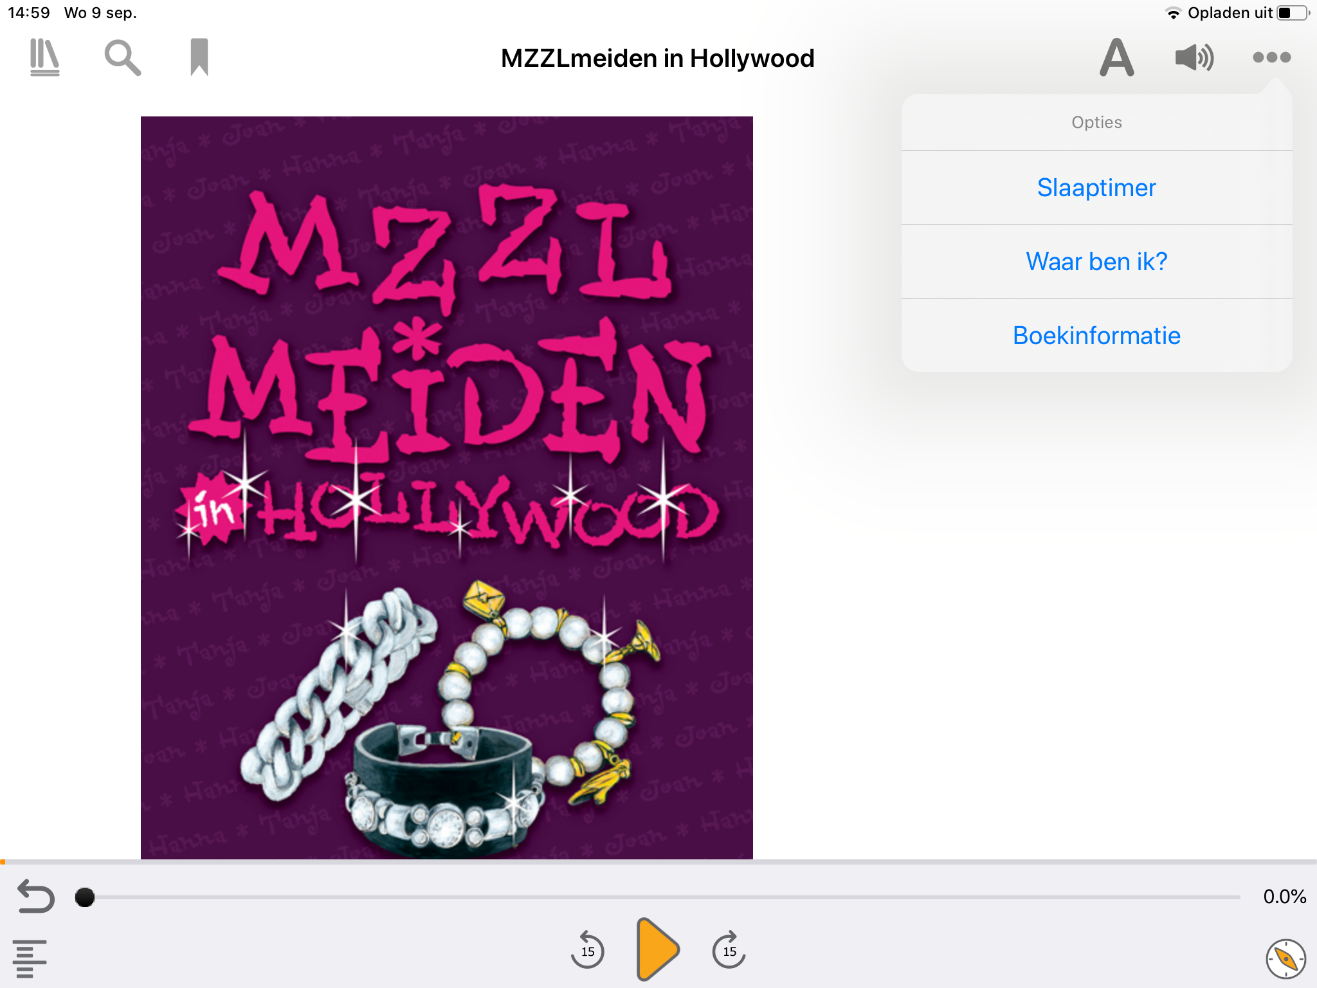 14:59 Wo 9 sep.
Opladen uit
MZZLmeiden in Hollywood
A
Opties
Slaaptimer
Waar ben ik?
Boekinformatie
MZZL
MEIDEN
in HOLLYWOOD
0.0%
15
15